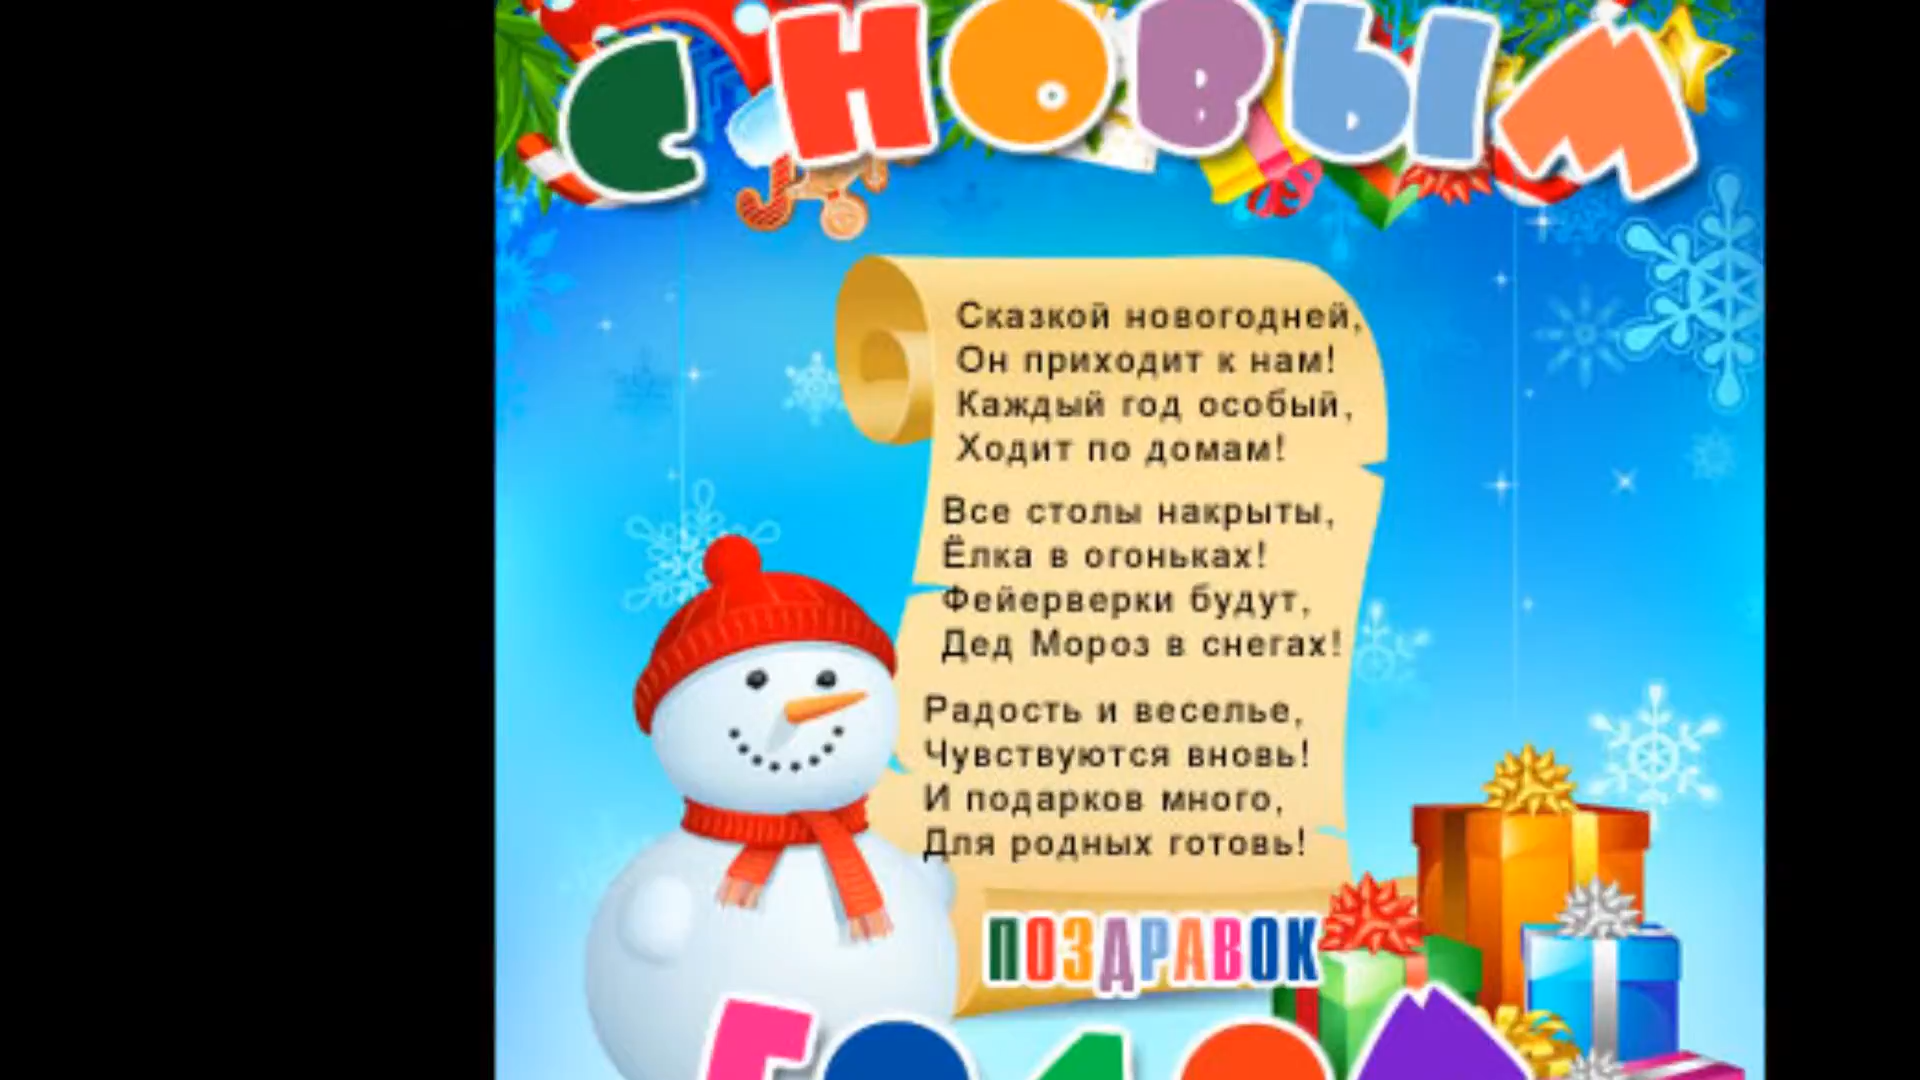 С НОВЫМ
Сказкой новогодней,
Он приходит к нам!
Каждый год особый,
Ходит по домам!
Все столы накрыты,
Ёлка в огоньках!
Фейерверки будут,
Дед Мороз в снегах!
Радость и веселье,
Чувствуются вновь!
И подарков много,
Для родных готовь!
ПОЗДРАВОК
ГОДОМ